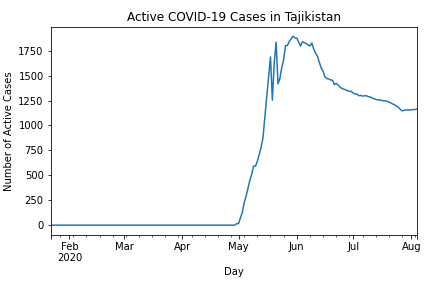 Active COVID-19 Cases in Tajikistan
Number of Active Cases
1750
1500
1250
1000
750
500
250
0
Feb
2020
Mar
Apr
May
Jun
Jul
Aug
Day